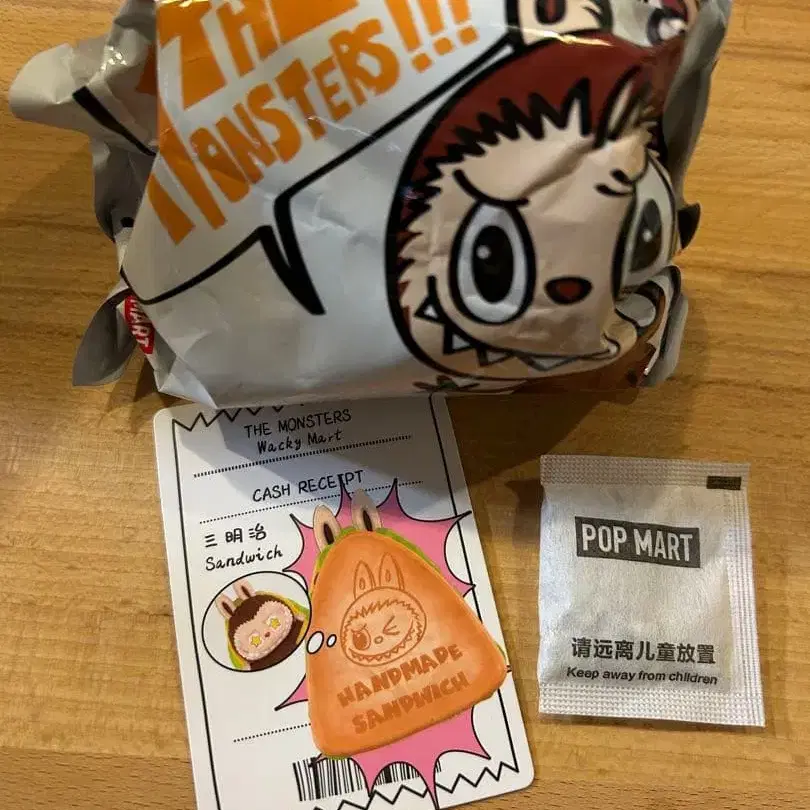 THE
MONSTERS!!!
MART
THE MONSTERS
Wacky Mart
CASH RECEIPT
三明治
Sandwich
HANDMADE
SANDWICH
POP MART
请远离儿童放置
Keep away from children